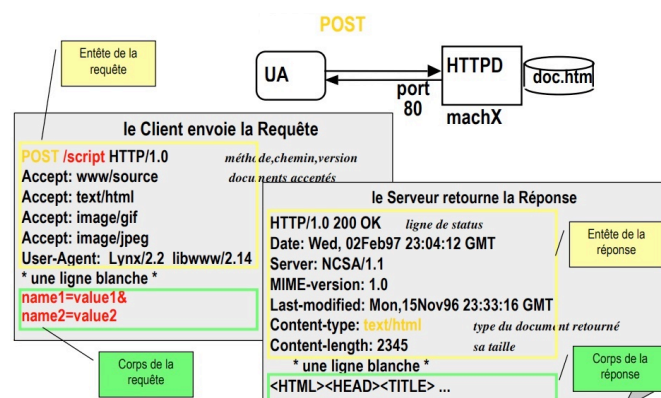 POST
Entête de la
requête
UA
HTTPD
doc.htm
port
80
machX
le Client envoie la Requête
POST /script HTTP/1.0 méthode,chemin,version
Accept: www/source documents acceptés
Accept: text/html
Accept: image/gif
Accept: image/jpeg
User-Agent: Lynx/2.2 libwww/2.14
* une ligne blanche *
name1=value1&
name2=value2
Corps de la
requête
le Serveur retourne la Réponse
HTTP/1.0 200 OK ligne de status
Date: Wed, 02Feb97 23:04:12 GMT
Server: NCSA/1.1
MIME-version: 1.0
Last-modified: Mon,15Nov96 23:33:16 GMT
Content-type: text/html type du document retourné
Content-length: 2345 sa taille
* une ligne blanche *
<HTML><HEAD><TITLE> ...
Entête de la
réponse
Corps de la
réponse